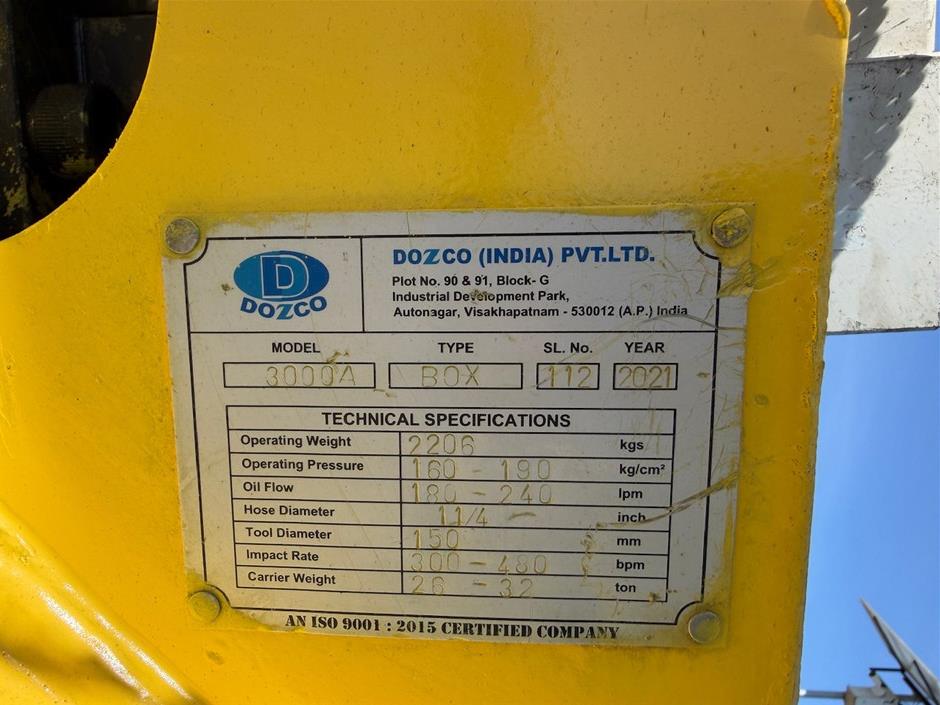 D
DOZCO
DOZCO (INDIA) PVT.LTD.
Plot No. 90 & 91, Block- G
Industrial Development Park,
Autonagar, Visakhapatnam - 530012 (A.P.) India
MODEL TYPE SL. No. YEAR
3000A BOX 112 2021
TECHNICAL SPECIFICATIONS
Operating Weight 2206 kgs
Operating Pressure 160 - 190 kg/cm²
Oil Flow 180 - 240 lpm
Hose Diameter 11/4 - inch
Tool Diameter 150 mm
Impact Rate 300 - 480 bpm
Carrier Weight 26 - 32 ton
AN ISO 9001 : 2015 CERTIFIED COMPANY